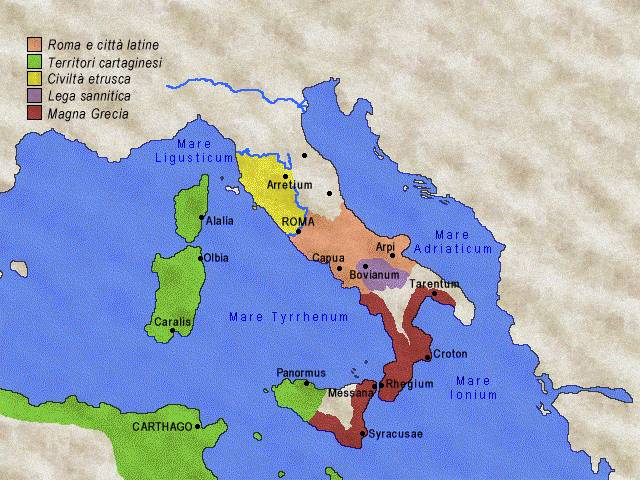 Roma e città latine
Territori cartaginesi
Civiltà etrusca
Lega sannitica
Magna Grecia
Mare
Ligusticum
Arretium
Alalia
ROMA
Mare
Adriaticum
Arpi
Capua
Olbia
Bovianum
Tarentum
Mare Tyrrhenum
Caralis
Croton
Panormus
Rhegium
Messana
Mare
Ionium
CARTHAGO
Syracusae